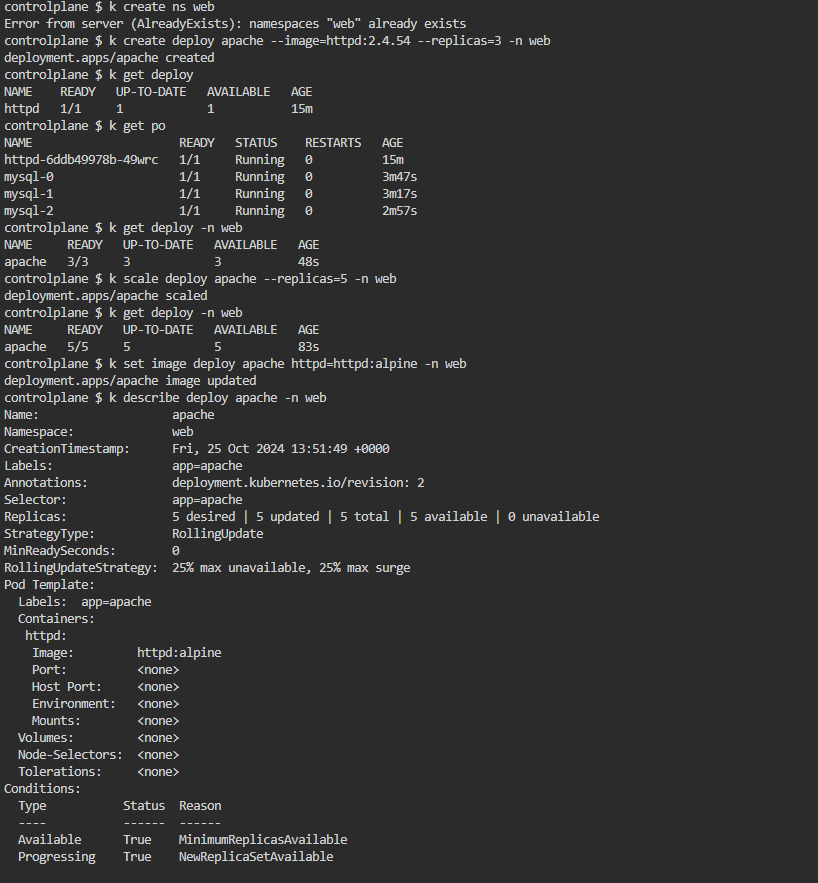 controlplane $ k create ns web
Error from server (AlreadyExists): namespaces "web" already exists
controlplane $ k create deploy apache --image=httpd:2.4.54 --replicas=3 -n web
deployment.apps/apache created
controlplane $ k get deploy
NAME    READY   UP-TO-DATE   AVAILABLE   AGE
httpd   1/1     1            1           15m
controlplane $ k get po
NAME                     READY   STATUS    RESTARTS   AGE
httpd-6ddb49978b-49wrc   1/1     Running   0          15m
mysql-0                  1/1     Running   0          3m47s
mysql-1                  1/1     Running   0          3m17s
mysql-2                  1/1     Running   0          2m57s
controlplane $ k get deploy -n web
NAME     READY   UP-TO-DATE   AVAILABLE   AGE
apache   3/3     3            3           48s
controlplane $ k scale deploy apache --replicas=5 -n web
deployment.apps/apache scaled
controlplane $ k get deploy -n web
NAME     READY   UP-TO-DATE   AVAILABLE   AGE
apache   5/5     5            5           83s
controlplane $ k set image deploy apache httpd=httpd:alpine -n web
deployment.apps/apache image updated
controlplane $ k describe deploy apache -n web
Name:                   apache
Namespace:              web
CreationTimestamp:      Fri, 25 Oct 2024 13:51:49 +0000
Labels:                 app=apache
Annotations:            deployment.kubernetes.io/revision: 2
Selector:               app=apache
Replicas:               5 desired | 5 updated | 5 total | 5 available | 0 unavailable
StrategyType:           RollingUpdate
MinReadySeconds:        0
RollingUpdateStrategy:  25% max unavailable, 25% max surge
Pod Template:
  Labels:  app=apache
  Containers:
   httpd:
    Image:         httpd:alpine
    Port:          <none>
    Host Port:     <none>
    Environment:   <none>
    Mounts:        <none>
  Volumes:         <none>
  Node-Selectors:  <none>
  Tolerations:     <none>
Conditions:
  Type           Status  Reason
  ----           ------  ------
  Available      True    MinimumReplicasAvailable
  Progressing    True    NewReplicaSetAvailable